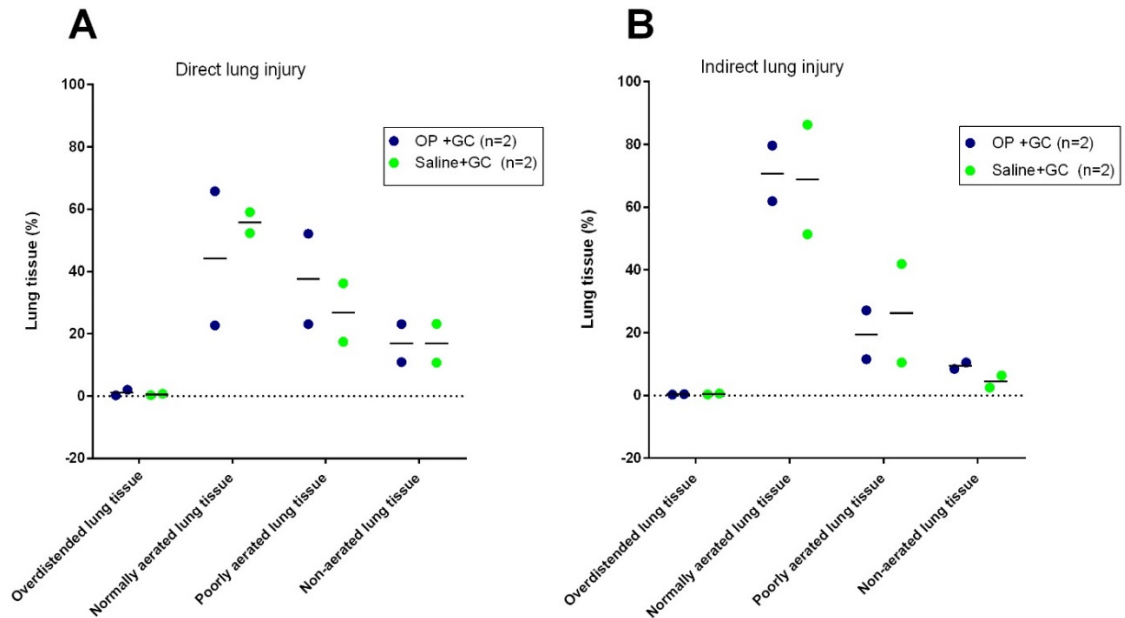 A
Direct lung injury
OP +GC (n=2)
Saline+GC (n=2)
Lung tissue (%)
100
80
60
40
20
0
-20
Overdistended lung tissue
Normally aerated lung tissue
Poorly aerated lung tissue
Non-aerated lung tissue
B
Indirect lung injury
OP +GC (n=2)
Saline+GC (n=2)
Lung tissue (%)
100
80
60
40
20
0
-20
Overdistended lung tissue
Normally aerated lung tissue
Poorly aerated lung tissue
Non-aerated lung tissue